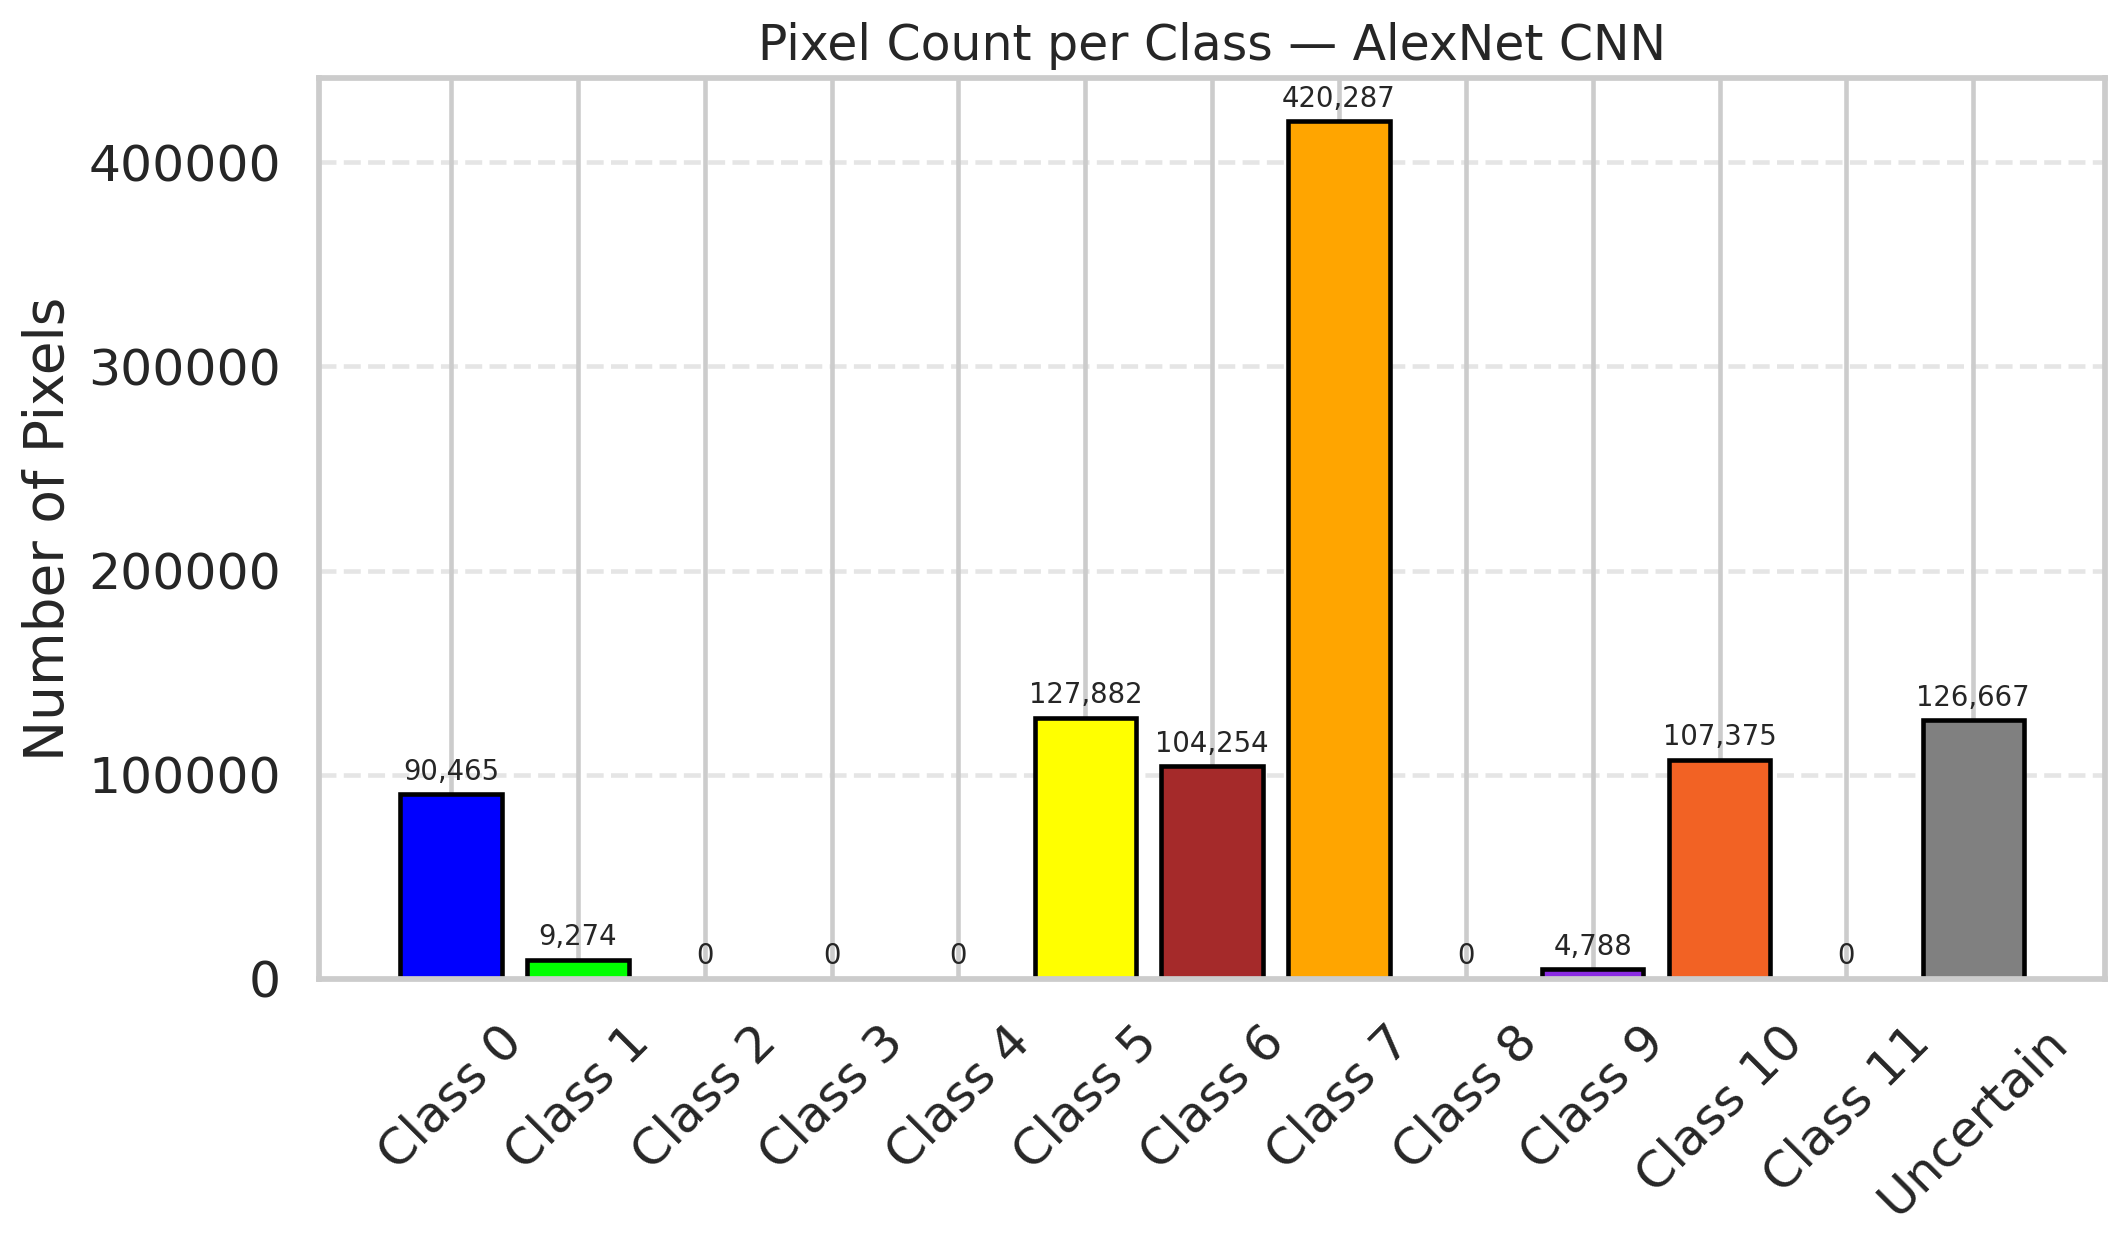 Pixel Count per Class — AlexNet CNN
Number of Pixels
400000
300000
200000
100000
0
90,465
9,274
0
0
0
127,882
104,254
420,287
0
4,788
107,375
0
126,667
Class 0
Class 1
Class 2
Class 3
Class 4
Class 5
Class 6
Class 7
Class 8
Class 9
Class 10
Class 11
Uncertain